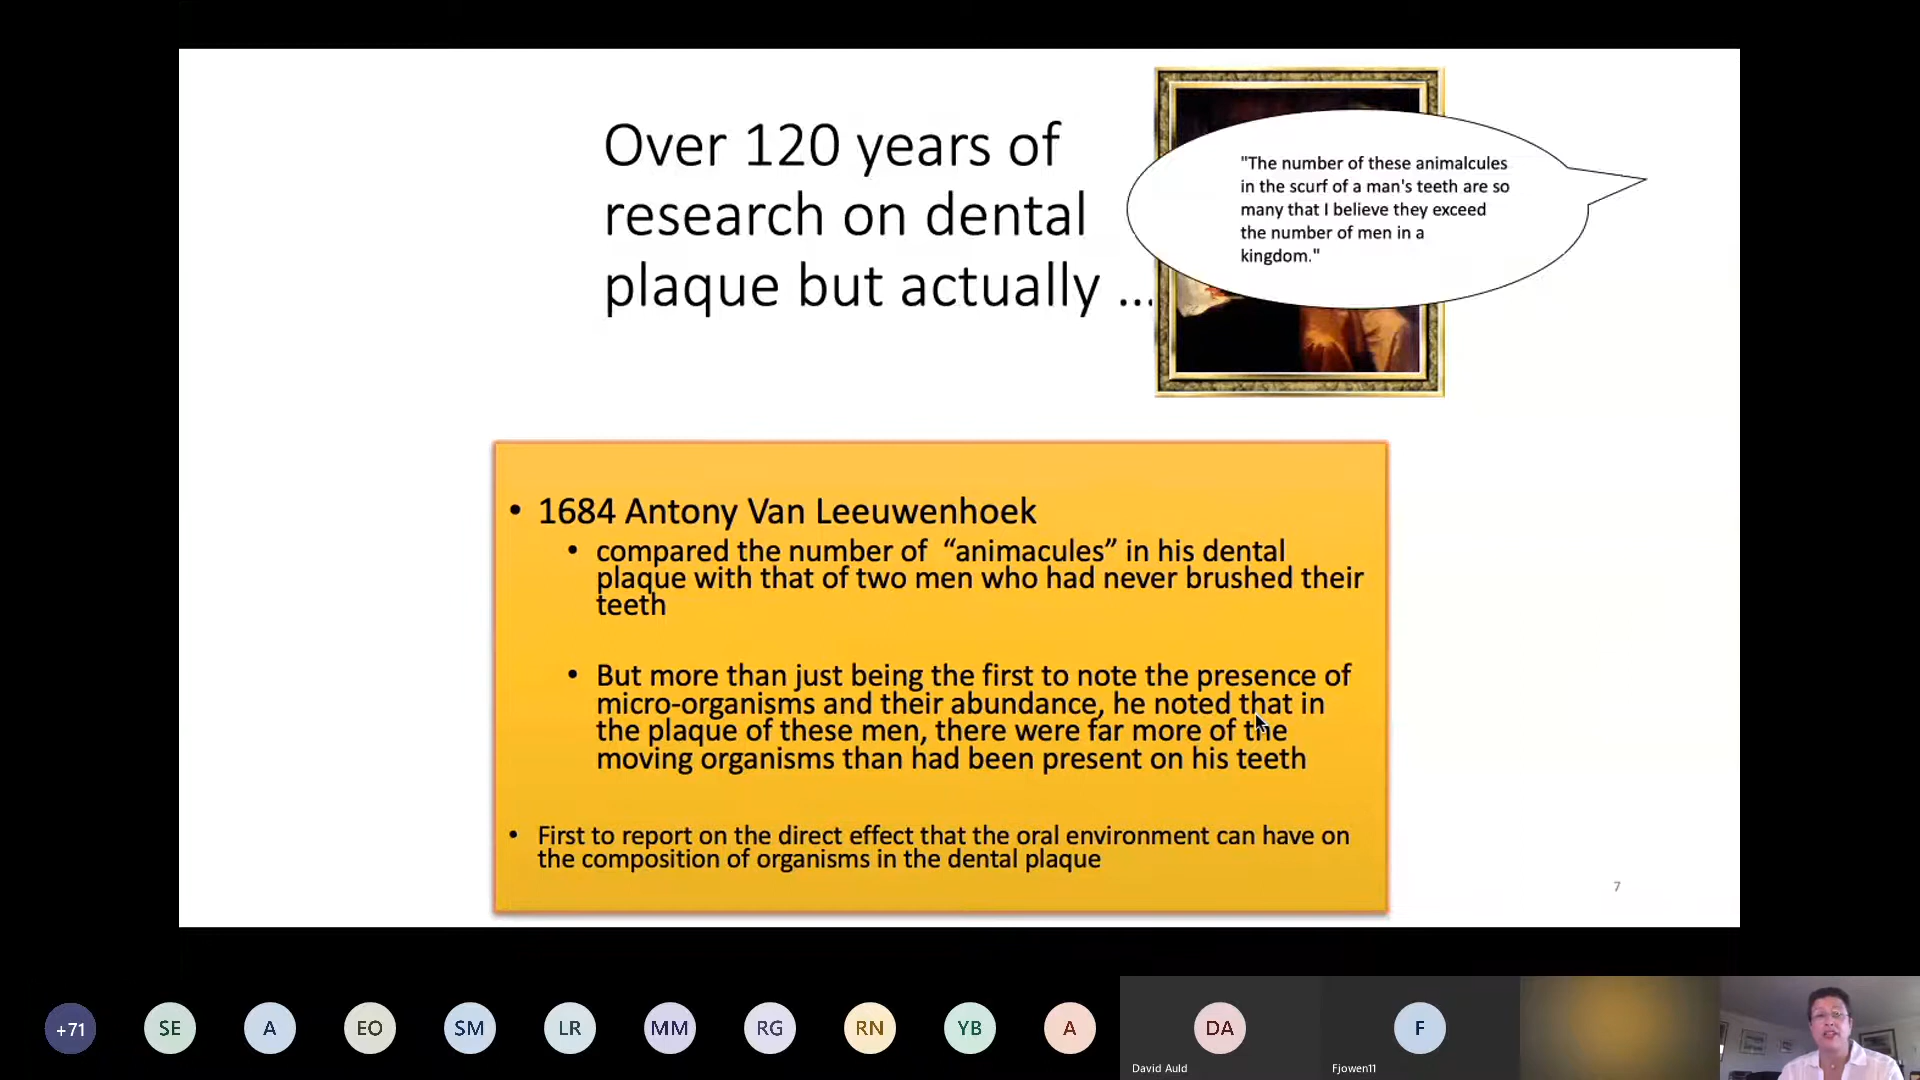 Over 120 years of
research on dental
plaque but actually ...
"The number of these animalcules
in the scurf of a man's teeth are so
many that I believe they exceed
the number of men in a
kingdom."
• 1684 Antony Van Leeuwenhoek
• compared the number of “animacules” in his dental
plaque with that of two men who had never brushed their
teeth
• But more than just being the first to note the presence of
micro-organisms and their abundance, he noted that in
the plaque of these men, there were far more of the
moving organisms than had been present on his teeth
• First to report on the direct effect that the oral environment can have on
the composition of organisms in the dental plaque
7
+71 SE A EO SM LR MM RG RN YB A DA F
David Auld Fjowen11